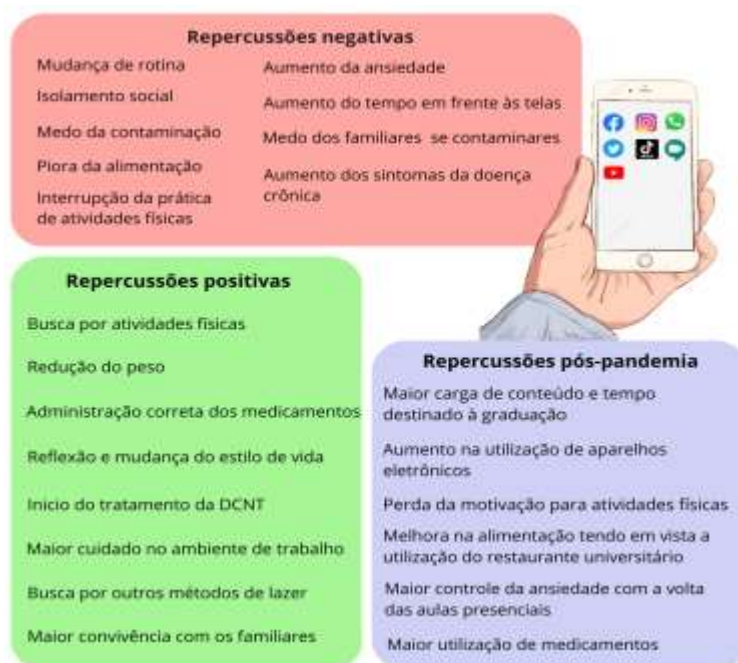 Repercussões negativas
Mudança de rotina
Isolamento social
Medo da contaminação
Piora da alimentação
Interrupção da prática
de atividades físicas
Aumento da ansiedade
Aumento do tempo em frente às telas
Medo dos familiares se contaminares
Aumento dos sintomas da doença
crônica
Repercussões positivas
Busca por atividades físicas
Redução do peso
Administração correta dos medicamentos
Reflexão e mudança do estilo de vida
Inicio do tratamento da DCNT
Maior cuidado no ambiente de trabalho
Busca por outros métodos de lazer
Maior convivência com os familiares
Repercussões pós-pandemia
Maior carga de conteúdo e tempo
destinado à graduação
Aumento na utilização de aparelhos
eletrônicos
Perda da motivação para atividades físicas
Melhora na alimentação tendo em vista a
utilização do restaurante universitário
Maior controle da ansiedade com a volta
das aulas presenciais
Maior utilização de medicamentos